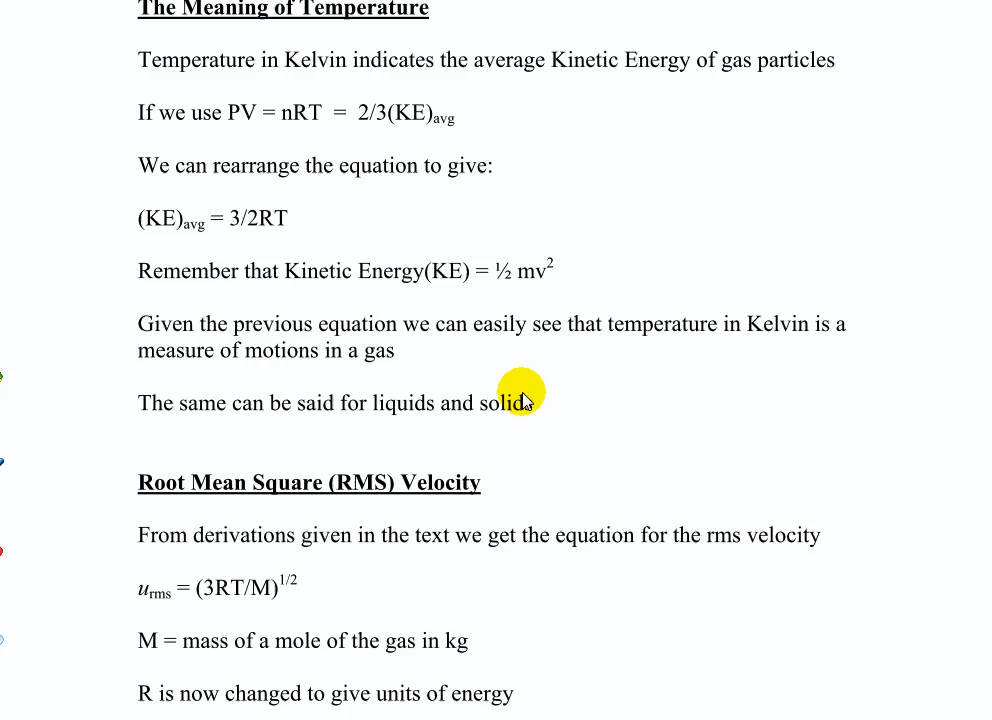 The Meaning of Temperature
Temperature in Kelvin indicates the average Kinetic Energy of gas particles
If we use PV = nRT  =  2/3(KE)avg
We can rearrange the equation to give:
(KE)avg = 3/2RT
Remember that Kinetic Energy(KE) = ½ mv²
Given the previous equation we can easily see that temperature in Kelvin is a
measure of motions in a gas
The same can be said for liquids and solids
Root Mean Square (RMS) Velocity
From derivations given in the text we get the equation for the rms velocity
urms = (3RT/M)^1/2
M = mass of a mole of the gas in kg
R is now changed to give units of energy